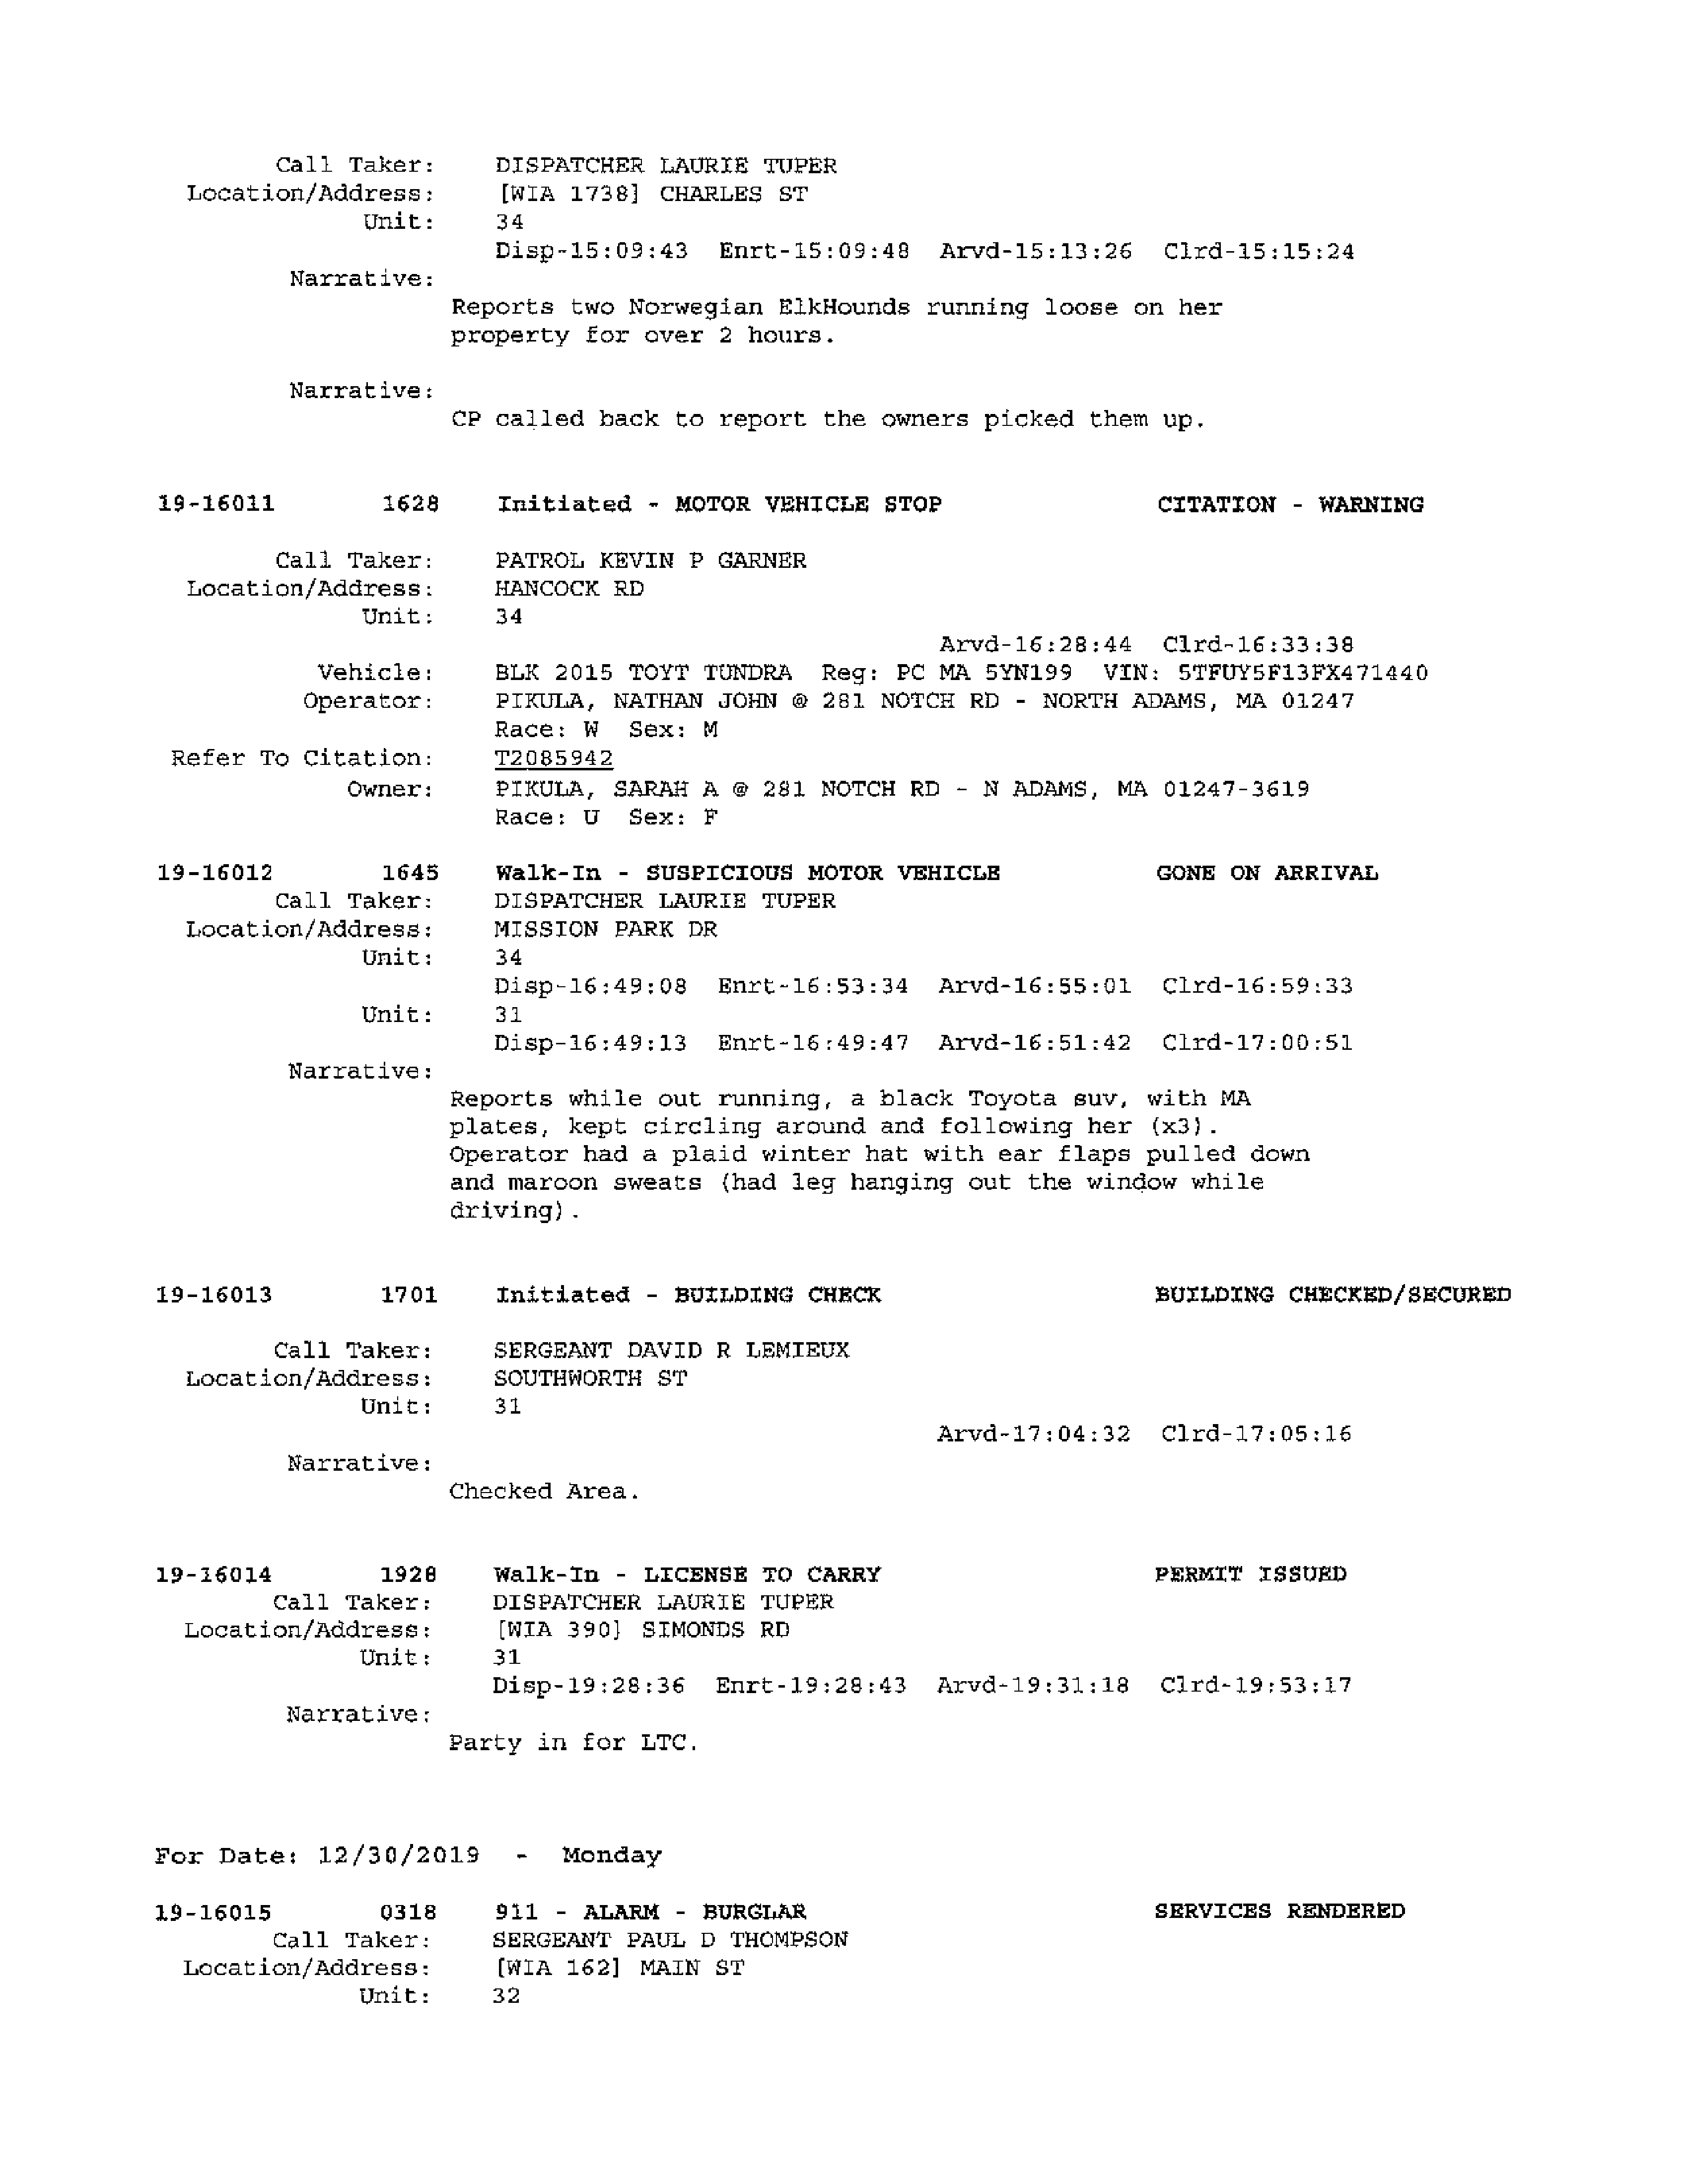 Call Taker: DISPATCHER LAURIE TUPER
Location/Address: [WIA 1738] CHARLES ST
Unit: 34
Disp-15:09:43 Enrt-15:09:48 Arvd-15:13:26 Clrd-15:15:24
Narrative:
Reports two Norwegian ElkHounds running loose on her
property for over 2 hours.
Narrative:
CP called back to report the owners picked them up.
19-16011 1628 Initiated - MOTOR VEHICLE STOP CITATION - WARNING
Call Taker: PATROL KEVIN P GARNER
Location/Address: HANCOCK RD
Unit: 34
Arvd-16:28:44 Clrd-16:33:38
Vehicle: BLK 2015 TOYT TUNDRA Reg: PC MA 5YN199 VIN: 5TFUY5F13FX471440
Operator: PIKULA, NATHAN JOHN @ 281 NOTCH RD - NORTH ADAMS, MA 01247
Race: W Sex: M
Refer To Citation: T2085942
Owner: PIKULA, SARAH A @ 281 NOTCH RD - N ADAMS, MA 01247-3619
Race: U Sex: F
19-16012 1645 Walk-In - SUSPICIOUS MOTOR VEHICLE GONE ON ARRIVAL
Call Taker: DISPATCHER LAURIE TUPER
Location/Address: MISSION PARK DR
Unit: 34
Disp-16:49:08 Enrt-16:53:34 Arvd-16:55:01 Clrd-16:59:33
Unit: 31
Disp-16:49:13 Enrt-16:49:47 Arvd-16:51:42 Clrd-17:00:51
Narrative:
Reports while out running, a black Toyota suv, with MA
plates, kept circling around and following her (x3).
Operator had a plaid winter hat with ear flaps pulled down
and maroon sweats (had leg hanging out the window while
driving).
19-16013 1701 Initiated - BUILDING CHECK BUILDING CHECKED/SECURED
Call Taker: SERGEANT DAVID R LEMIEUX
Location/Address: SOUTHWORTH ST
Unit: 31
Arvd-17:04:32 Clrd-17:05:16
Narrative:
Checked Area.
19-16014 1928 Walk-In - LICENSE TO CARRY PERMIT ISSUED
Call Taker: DISPATCHER LAURIE TUPER
Location/Address: [WIA 390] SIMONDS RD
Unit: 31
Disp-19:28:36 Enrt-19:28:43 Arvd-19:31:18 Clrd-19:53:17
Narrative:
Party in for LTC.
For Date: 12/30/2019 - Monday
19-16015 0318 911 - ALARM - BURGLAR SERVICES RENDERED
Call Taker: SERGEANT PAUL D THOMPSON
Location/Address: [WIA 162] MAIN ST
Unit: 32